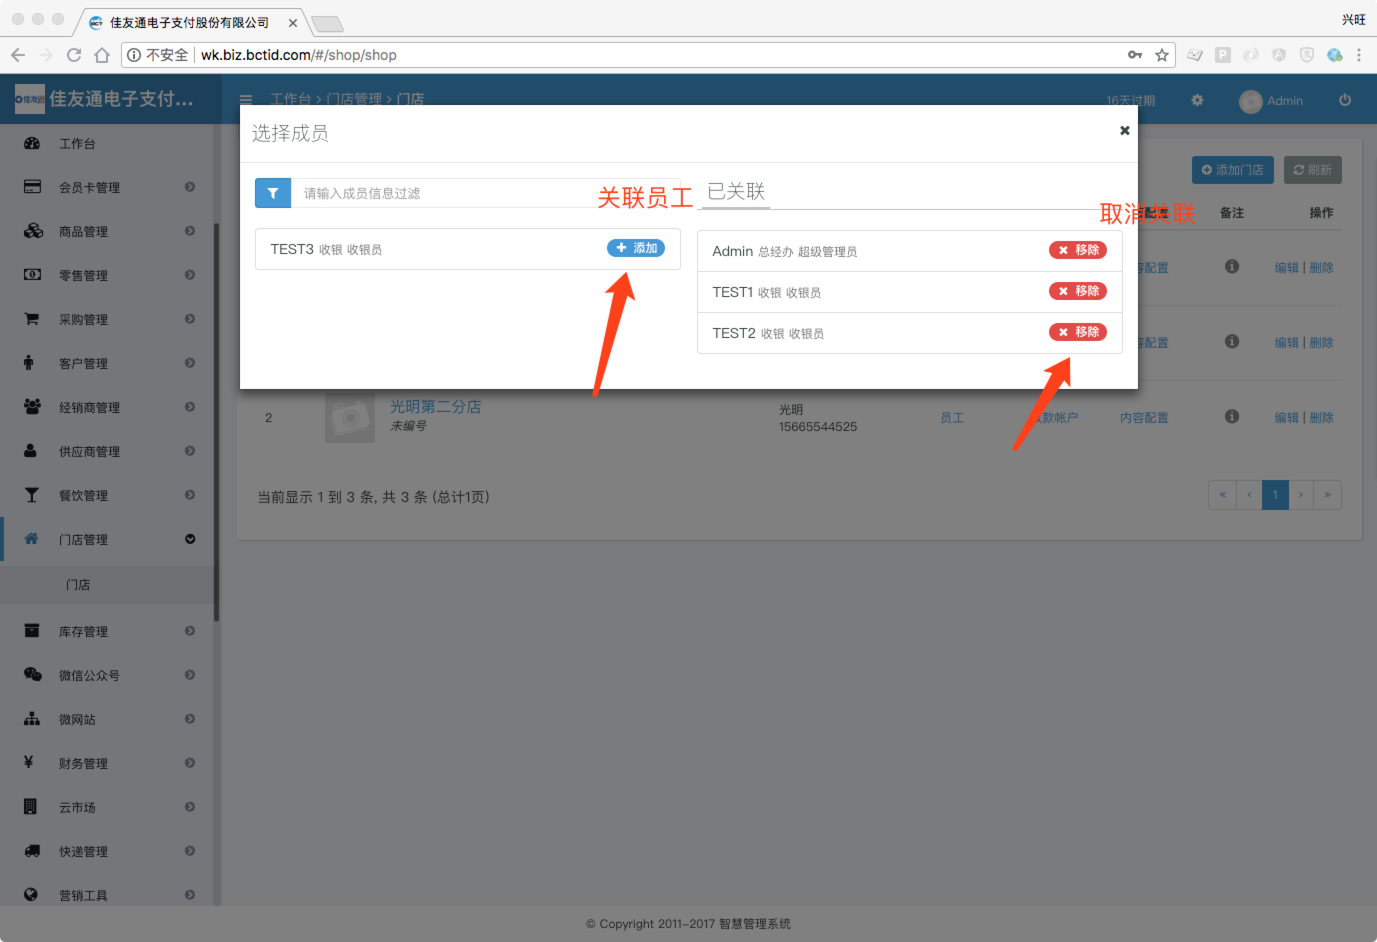 佳友通电子支付股份有限公司
兴旺
不安全 wk.biz.bctid.com/#/shop/shop
佳友通电子支付...
工作台 > 门店管理 > 门店
16天过期
Admin
选择成员
请输入成员信息过滤
关联员工
已关联
取消关联
TEST3 收银 收银员
添加
Admin 总经办 超级管理员
移除
TEST1 收银 收银员
移除
TEST2 收银 收银员
移除
添加门店
刷新
备注
操作
配置
编辑 | 删除
配置
编辑 | 删除
2
光明第二分店
未编号
光明
15665544525
员工
款帐户
内容配置
编辑 | 删除
当前显示 1 到 3 条, 共 3 条 (总计1页)
« ‹ 1 › »
工作台
会员卡管理
商品管理
零售管理
采购管理
客户管理
经销商管理
供应商管理
餐饮管理
门店管理
门店
库存管理
微信公众号
微网站
财务管理
云市场
快递管理
营销工具
© Copyright 2011-2017 智慧管理系统